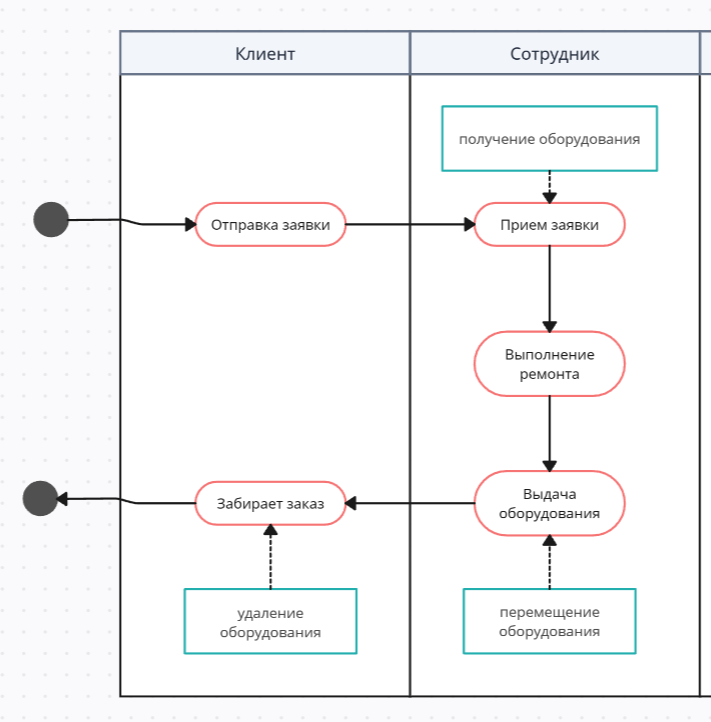 Клиент
Сотрудник
получение оборудования
Отправка заявки
Прием заявки
Выполнение
ремонта
Забирает заказ
Выдача
оборудования
удаление
оборудования
перемещение
оборудования